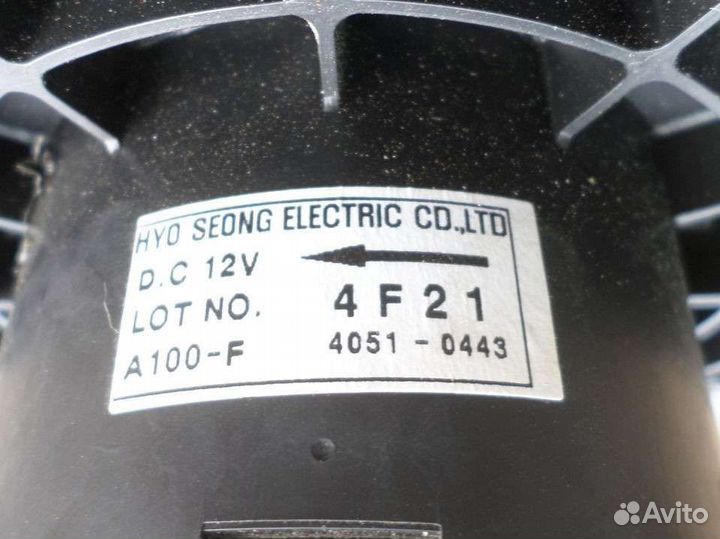 HYO SEONG ELECTRIC CO.,LTD
D.C 12V
LOT NO. 4F21
A100-F 4051-0443
Avito